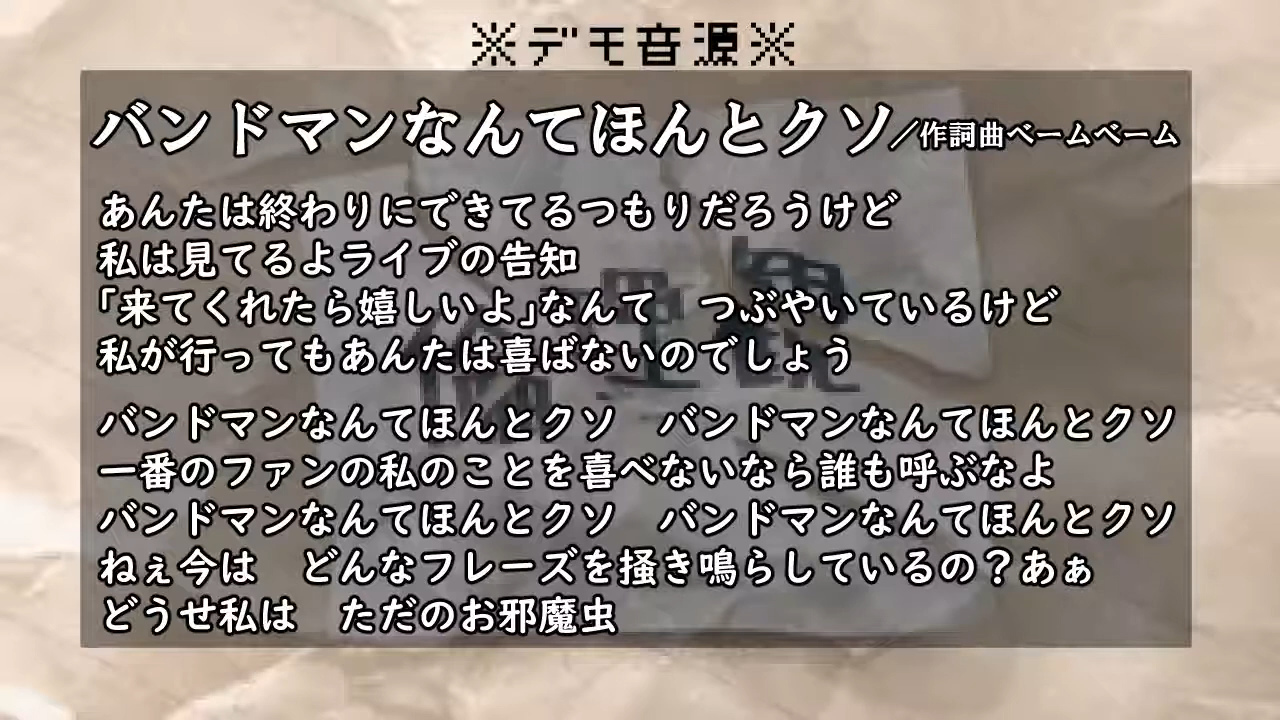 ※デモ音源※
バンドマンなんてほんとクソ／作詞曲ベームベーム
あんたは終わりにできてるつもりだろうけど
私は見てるよライブの告知
「来てくれたら嬉しいよ」なんて　つぶやいているけど
私が行ってもあんたは喜ばないのでしょう
バンドマンなんてほんとクソ　バンドマンなんてほんとクソ
一番のファンの私のことを喜べないなら誰も呼ぶなよ
バンドマンなんてほんとクソ　バンドマンなんてほんとクソ
ねぇ今は　どんなフレーズを掻き鳴らしているの？あぁ
どうせ私は　ただのお邪魔虫
倫理観